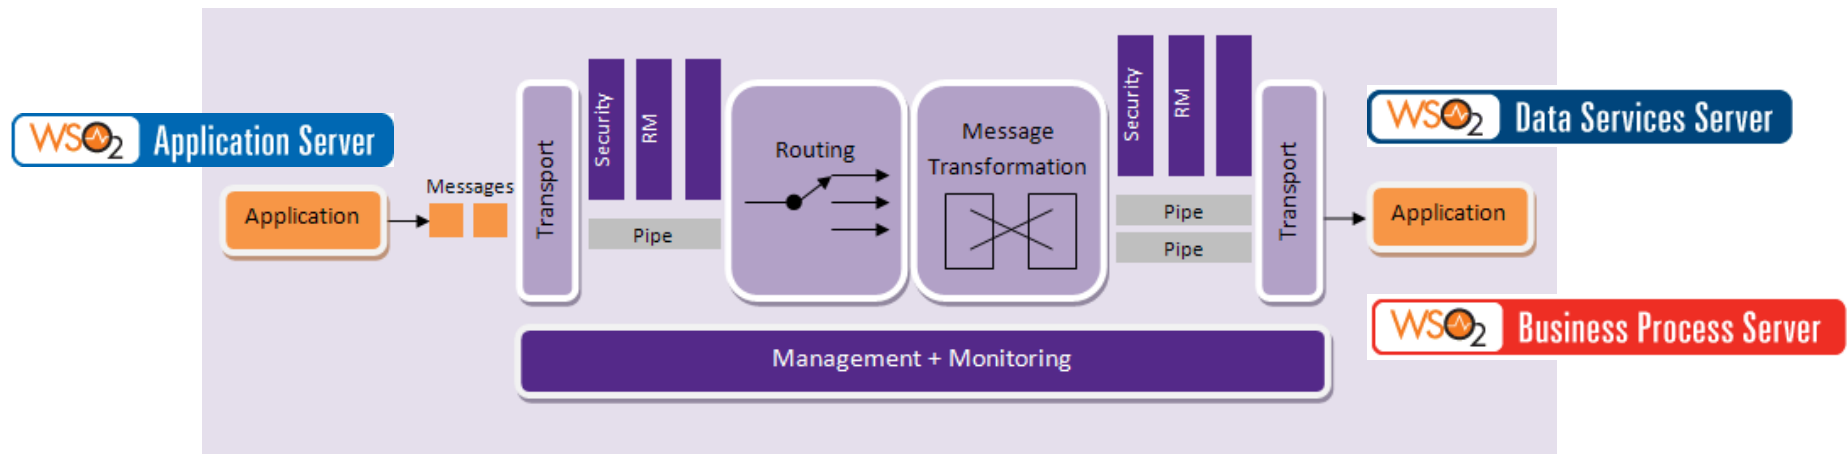 WSO2 Application Server
Application
Messages
Transport
Security
RM
Pipe
Routing
Message
Transformation
Security
RM
Pipe
Pipe
Transport
WSO2 Data Services Server
Application
WSO2 Business Process Server
Management + Monitoring